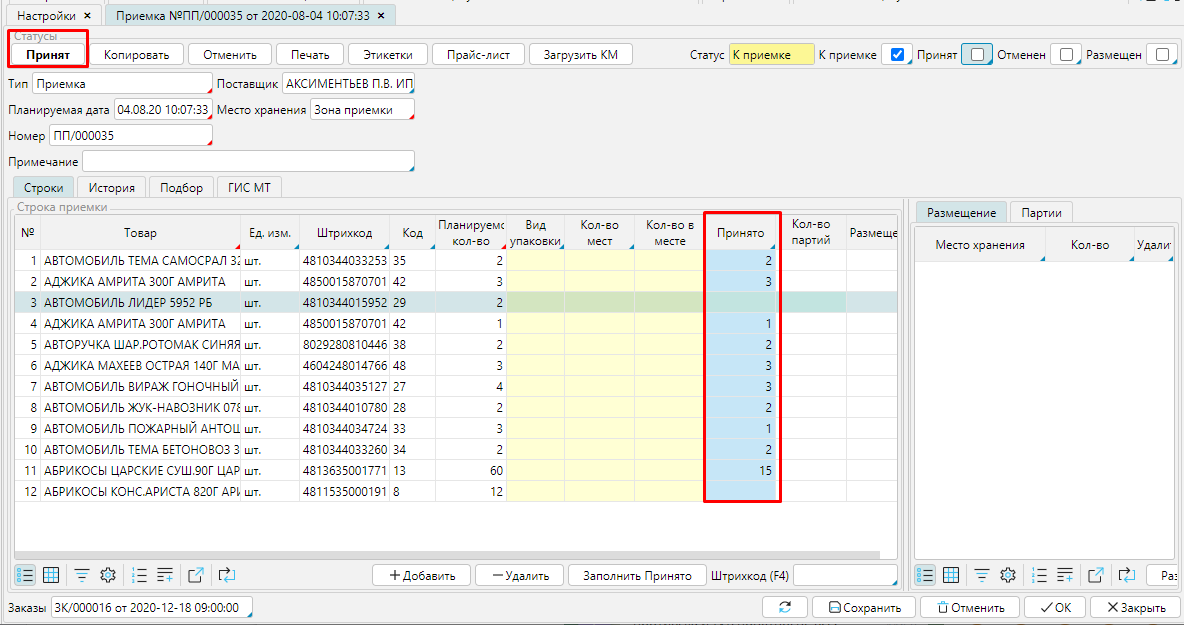 Настройки ×
Приемка №ПП/000035 от 2020-08-04 10:07:33 ×
Статусы
Принят Копировать Отменить Печать Этикетки Прайс-лист Загрузить КМ Статус К приемке К приемке Принят Отменен Размещен
Тип Приемка Поставщик АКСИМЕНТЬЕВ П.В. ИП
Планируемая дата 04.08.20 10:07:33 Место хранения Зона приемки
Номер ПП/000035
Примечание
Строки История Подбор ГИС МТ
Строка приемки
№ Товар Ед. изм. Штрихкод Код Планируемо кол-во Вид упаковки Кол-во мест Кол-во в месте Принято Кол-во партий Размеще
1 АВТОМОБИЛЬ ТЕМА САМОСРАЛ 32 шт. 4810344033253 35 2 2
2 АДЖИКА АМРИТА 300Г АМРИТА шт. 4850015870701 42 3 3
3 АВТОМОБИЛЬ ЛИДЕР 5952 РБ шт. 4810344015952 29 2
4 АДЖИКА АМРИТА 300Г АМРИТА шт. 4850015870701 42 1 1
5 АВТОРУЧКА ШАР.РОТОМАК СИНЯЯ шт. 8029280810446 38 2 2
6 АДЖИКА МАХЕЕВ ОСТРАЯ 140Г МА шт. 4604248014766 48 3 3
7 АВТОМОБИЛЬ ВИРАЖ ГОНОЧНЫЙ шт. 4810344035127 27 4 3
8 АВТОМОБИЛЬ ЖУК-НАВОЗНИК 078 шт. 4810344010780 28 2 2
9 АВТОМОБИЛЬ ПОЖАРНЫЙ АНТОШ шт. 4810344034724 33 3 1
10 АВТОМОБИЛЬ ТЕМА БЕТОНОВОЗ 3 шт. 4810344033260 34 2 2
11 АБРИКОСЫ ЦАРСКИЕ СУШ.90Г ЦАР шт. 4813635001771 13 60 15
12 АБРИКОСЫ КОНС.АРИСТА 820Г АРИ шт. 4811535000191 8 12
Размещение Партии
Место хранения Кол-во Удали
Добавить Удалить Заполнить Принято Штрихкод (F4)
Раз
Заказы ЗК/000016 от 2020-12-18 09:00:00
Сохранить Отменить ОК Закрыть